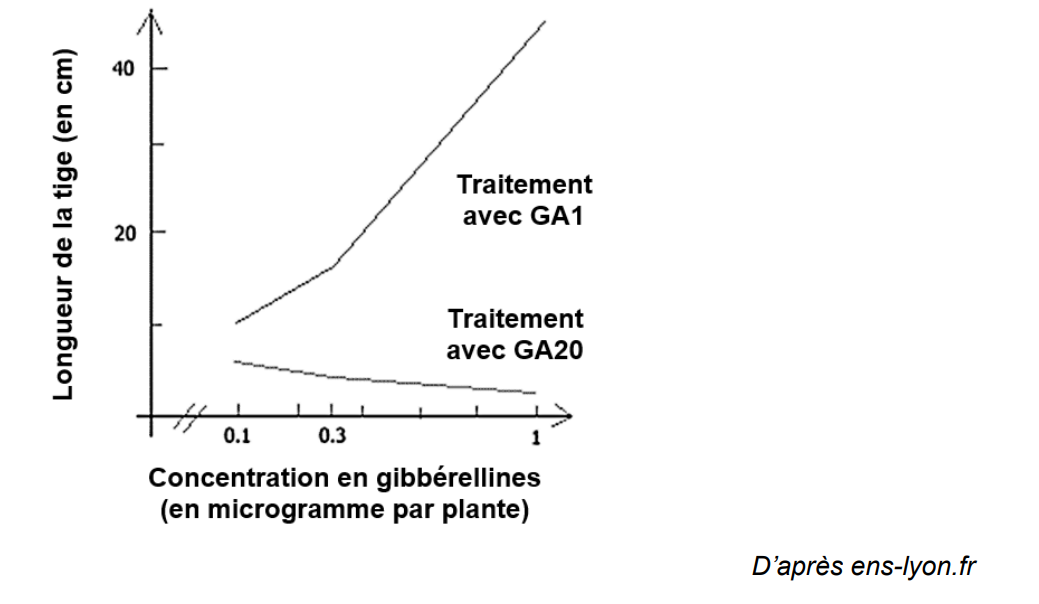 Longueur de la tige (en cm)
40
20
Traitement
avec GA1
Traitement
avec GA20
0.1
0.3
1
Concentration en gibbérellines
(en microgramme par plante)
D’après ens-lyon.fr